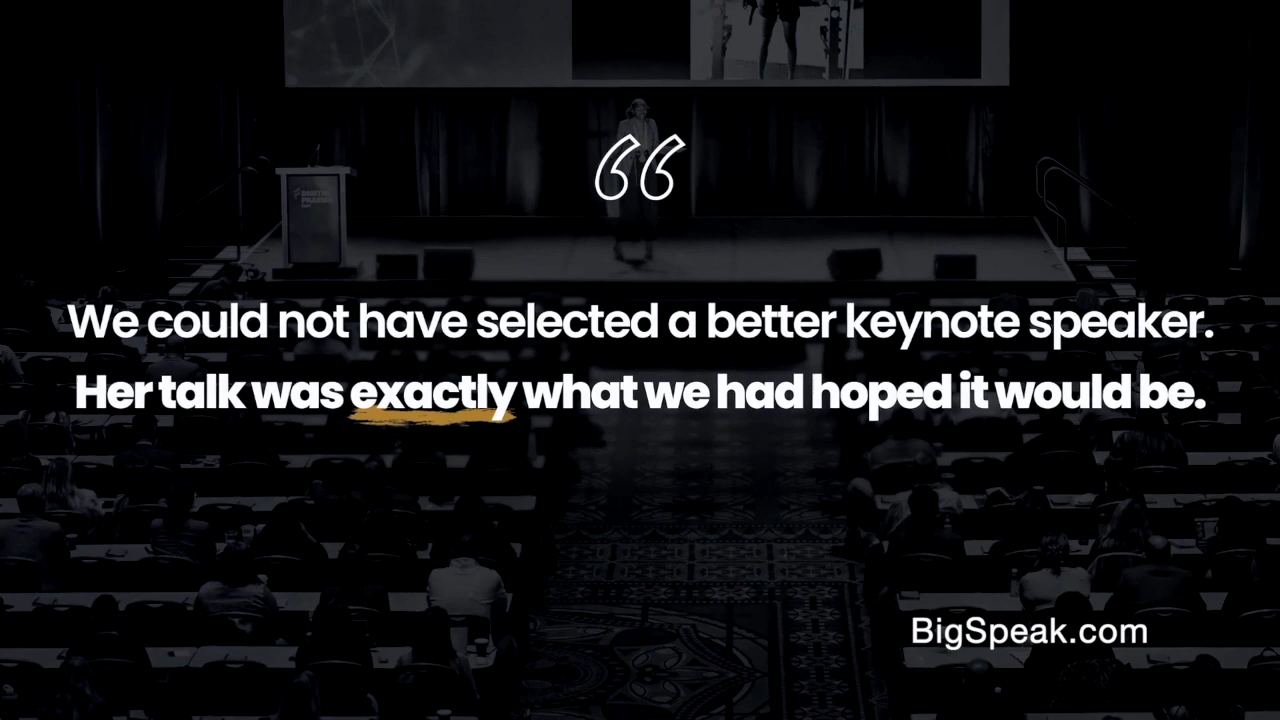 “
We could not have selected a better keynote speaker.
Her talk was exactly what we had hoped it would be.
BigSpeak.com